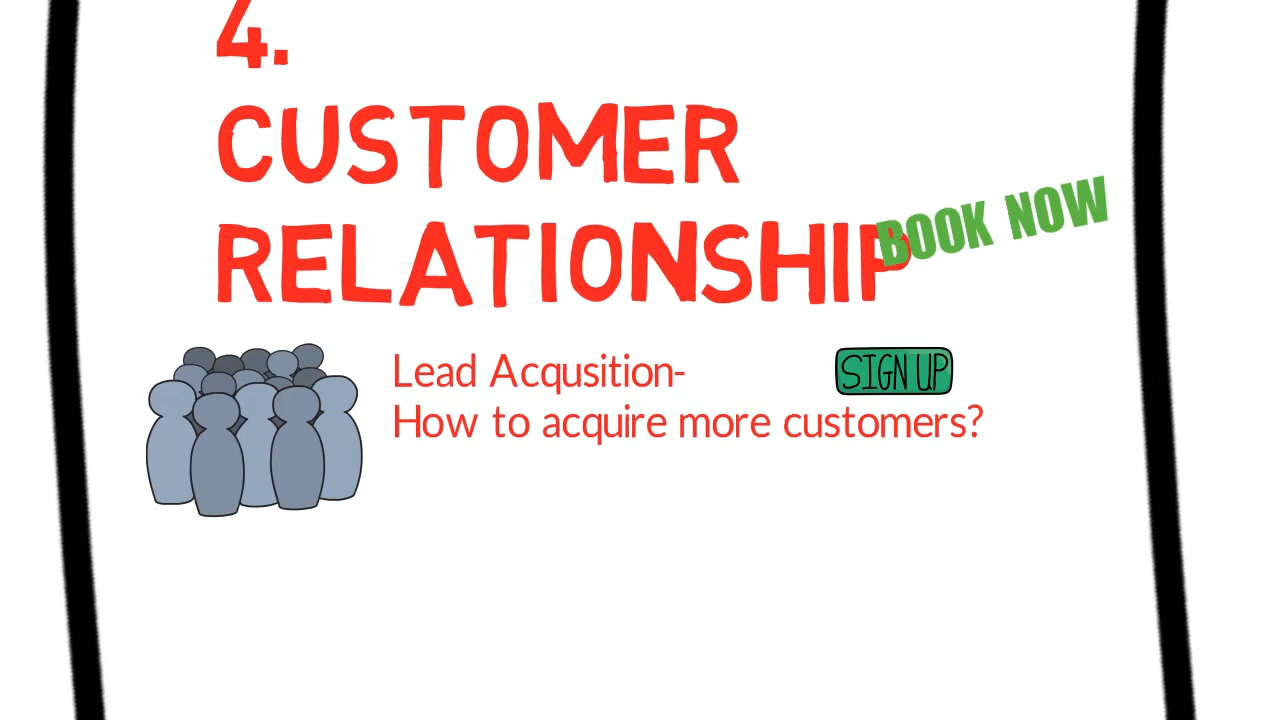 4.
CUSTOMER
RELATIONSHIP
BOOK NOW
Lead Acqusition-
SIGN UP
How to acquire more customers?